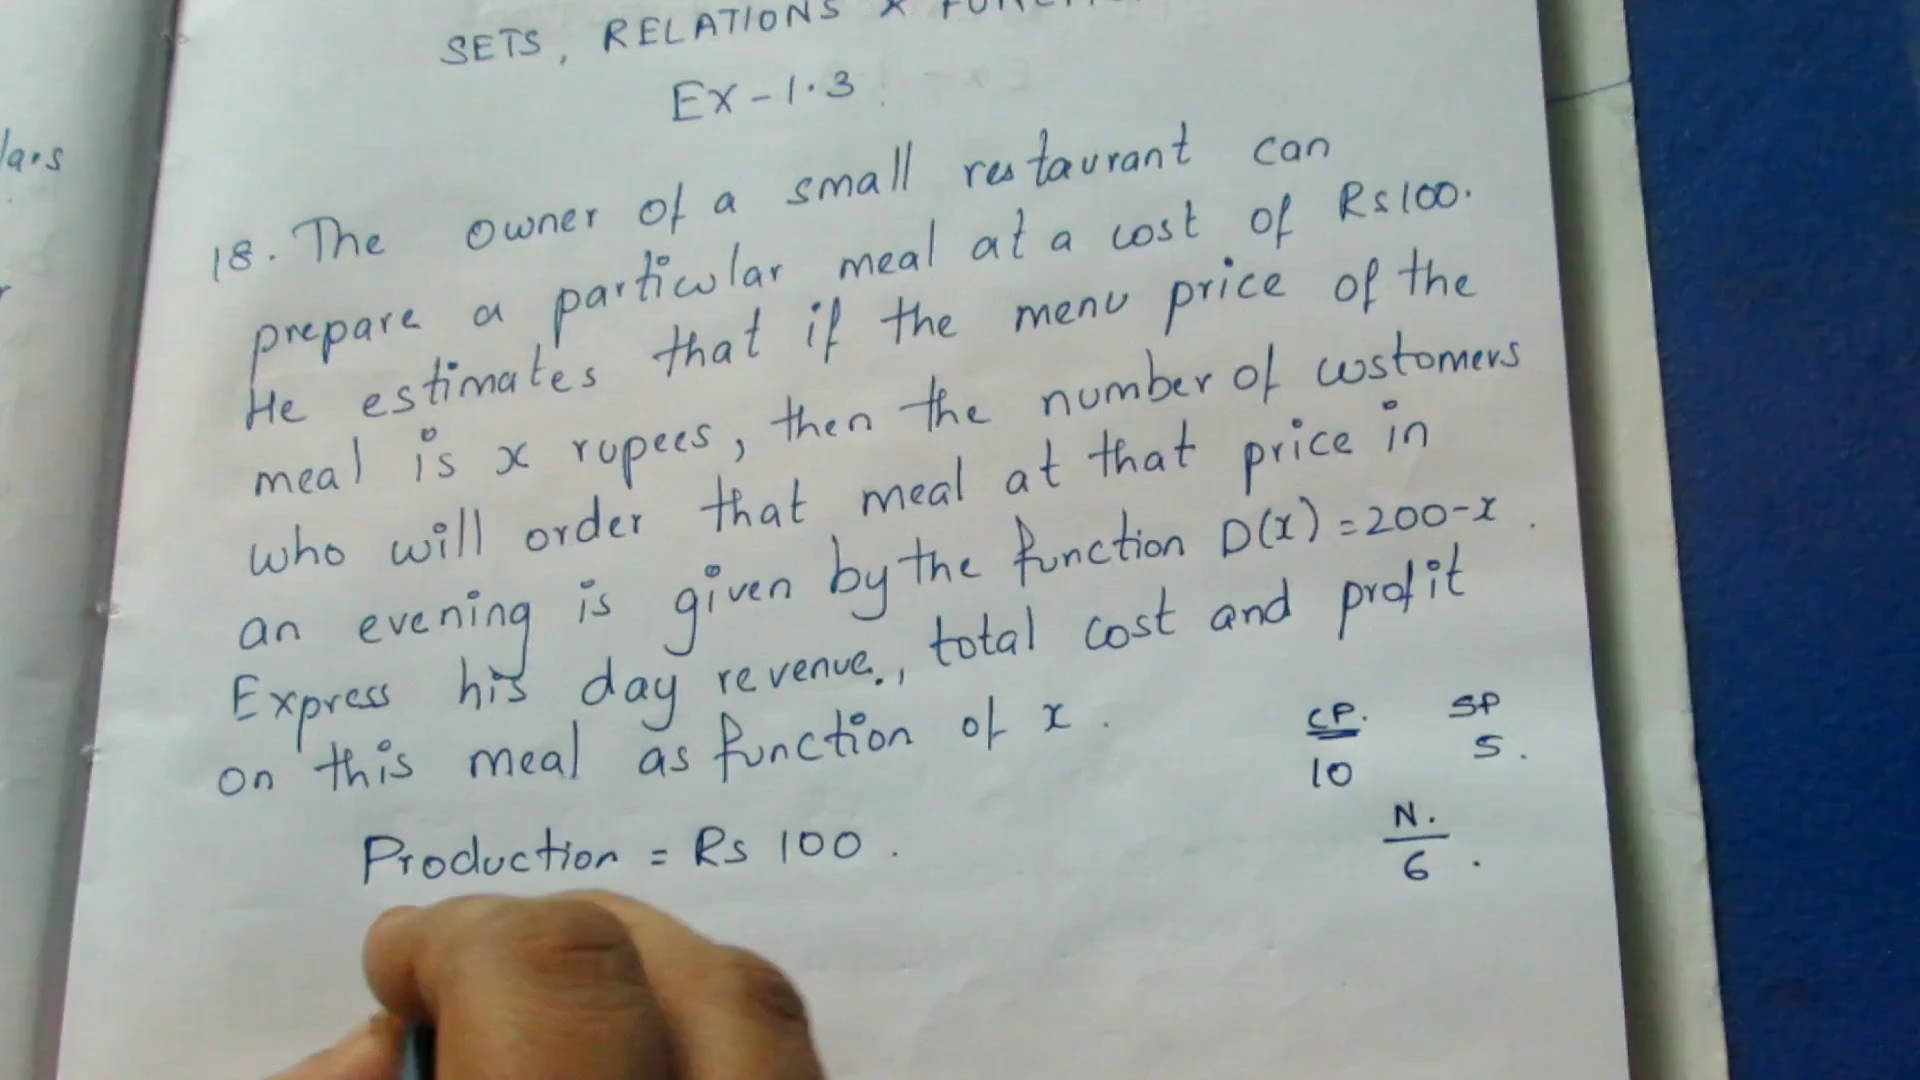 SETS, RELATIONS
Ex-1.3
18. The owner of a small restaurant can
prepare a particular meal at a cost of Rs100.
He estimates that if the menu price of the
meal is x rupees, then the number of customers
who will order that meal at that price in
an evening is given by the function D(x)=200-x.
Express his day revenue, total cost and profit
on this meal as function of x.
CP. SP
10 5.
N.
6.
Production = Rs 100.